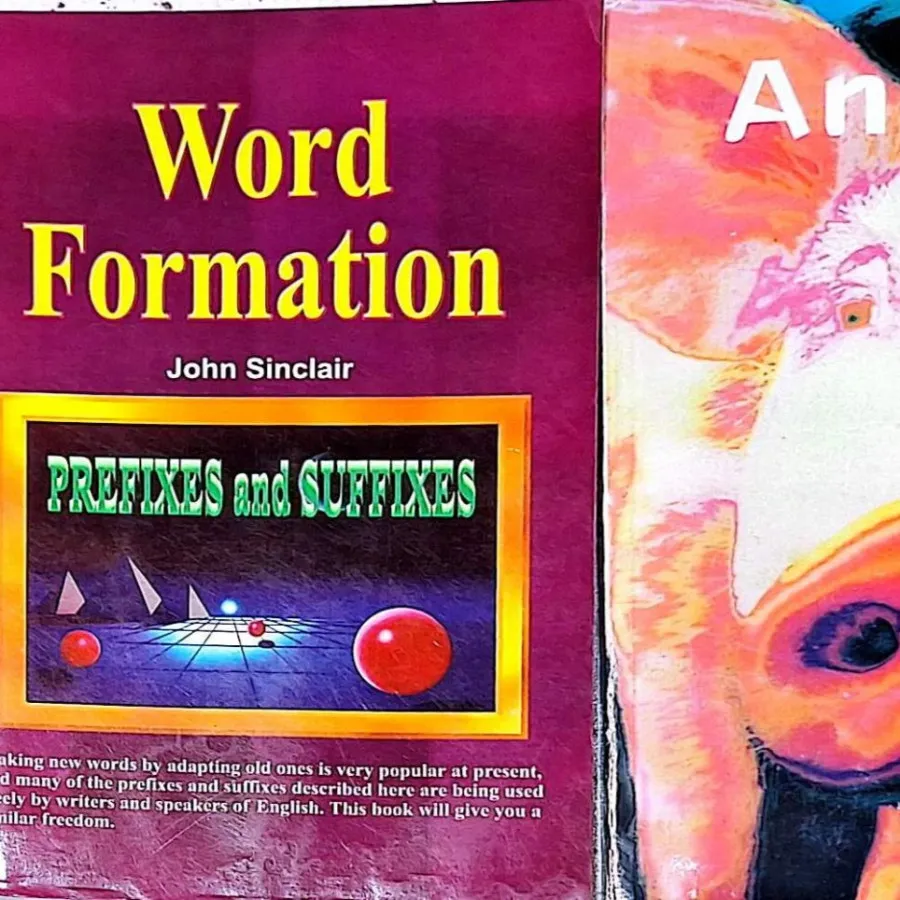 Word
Formation
John Sinclair
PREFIXES and SUFFIXES
aking new words by adapting old ones is very popular at present,
d many of the prefixes and suffixes described here are being used
ely by writers and speakers of English. This book will give you a
milar freedom.
An